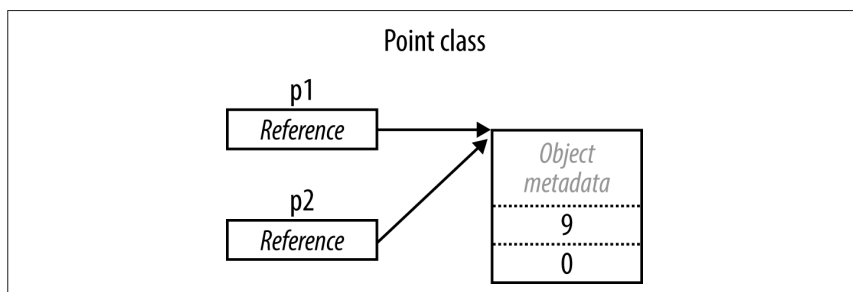 Point class
p1
Reference
p2
Reference
Object
metadata
9
0